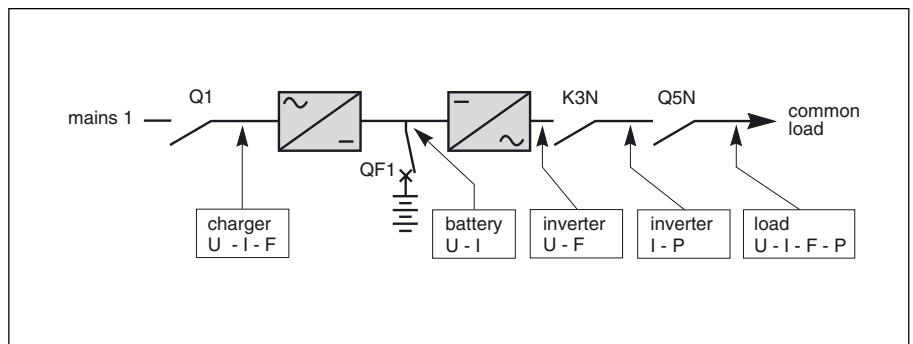 Q1
K3N
Q5N
mains 1
common
load
QF1
charger
U - I - F
battery
U - I
inverter
U - F
inverter
I - P
load
U - I - F - P